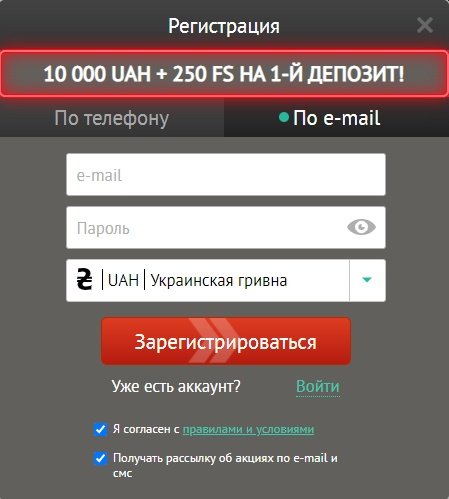 Регистрация
10 000 UAH + 250 FS НА 1-Й ДЕПОЗИТ!
По телефону
По e-mail
e-mail
Пароль
₴ UAH Украинская гривна
Зарегистрироваться
Уже есть аккаунт? Войти
Я согласен с правилами и условиями
Получать рассылку об акциях по e-mail и
смс